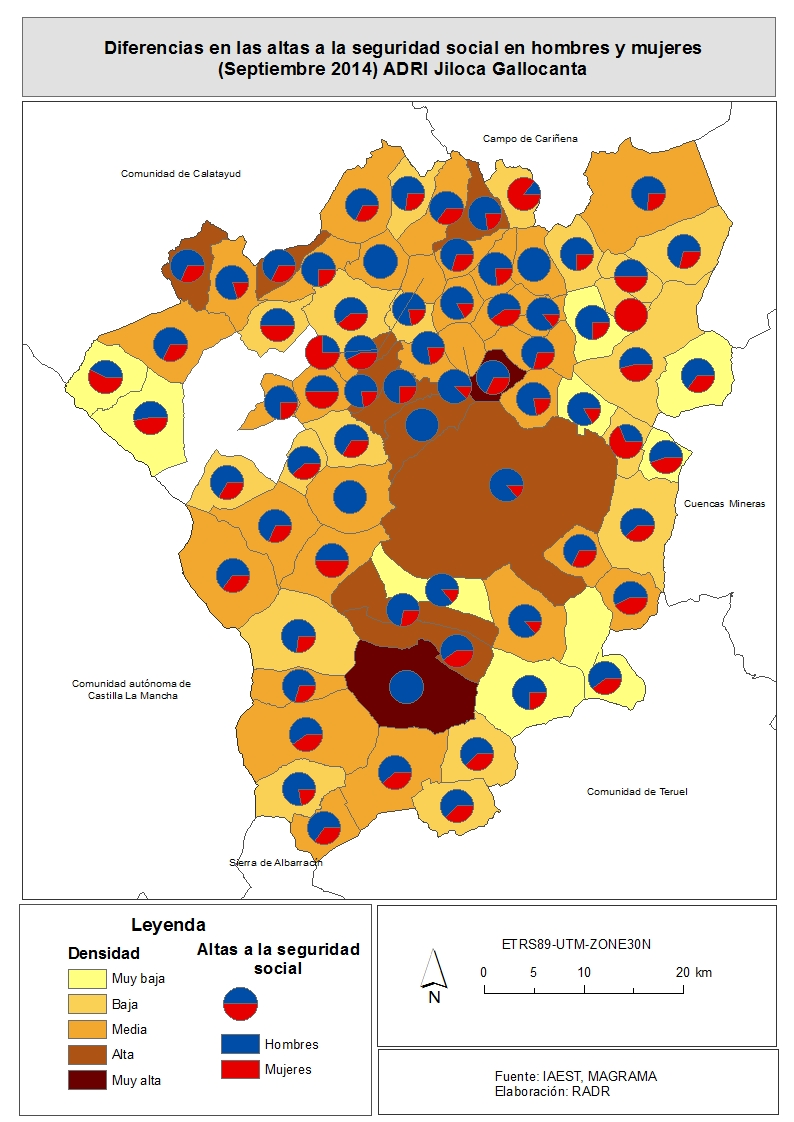 Diferencias en las altas a la seguridad social en hombres y mujeres
(Septiembre 2014) ADRI Jiloca Gallocanta
Campo de Cariñena
Comunidad de Calatayud
Cuencas Mineras
Comunidad autónoma de
Castilla La Mancha
Comunidad de Teruel
Sierra de Albarracín
Leyenda
Densidad
Muy baja
Baja
Media
Alta
Muy alta
Altas a la seguridad
social
Hombres
Mujeres
ETRS89-UTM-ZONE30N
N
0 5 10 20 km
Fuente: IAEST, MAGRAMA
Elaboración: RADR